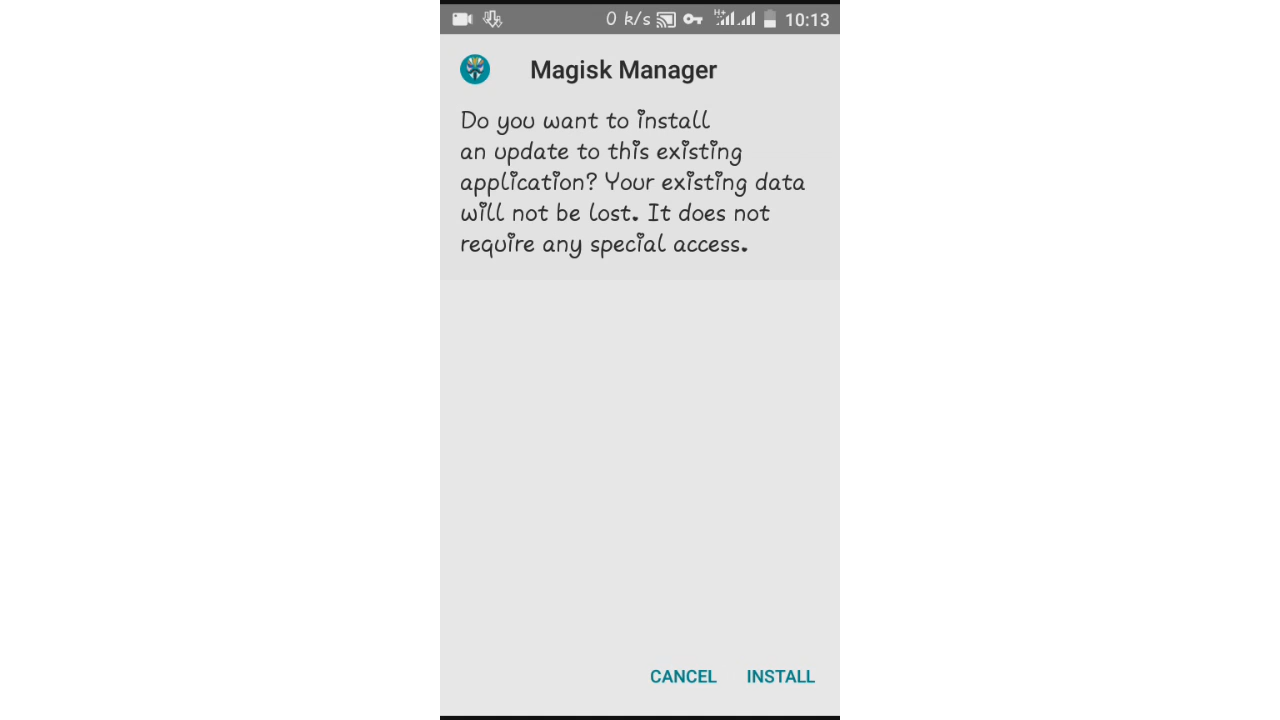 0 k/s H+ 10:13
Magisk Manager
Do you want to install
an update to this existing
application? Your existing data
will not be lost. It does not
require any special access.
CANCEL INSTALL